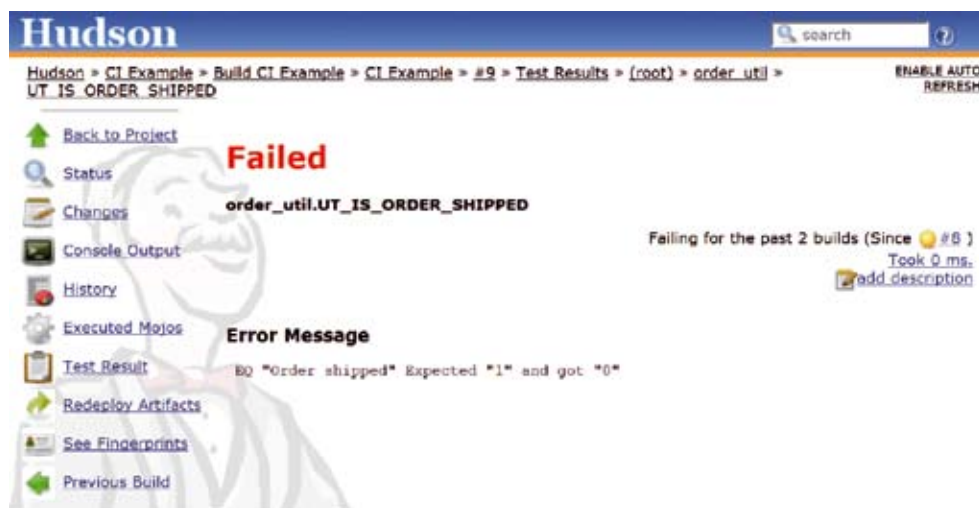 Hudson
search
Hudson » CI Example » Build CI Example » CI Example » #9 » Test Results » (root) » order_util »
UT_IS_ORDER_SHIPPED
ENABLE AUTO
REFRESH
Back to Project
Status
Changes
Console Output
History
Executed Mojos
Test Result
Redeploy Artifacts
See Fingerprints
Previous Build
Failed
order_util.UT_IS_ORDER_SHIPPED
Failing for the past 2 builds (Since #8 )
Took 0 ms.
add description
Error Message
EQ "Order shipped" Expected "1" and got "0"